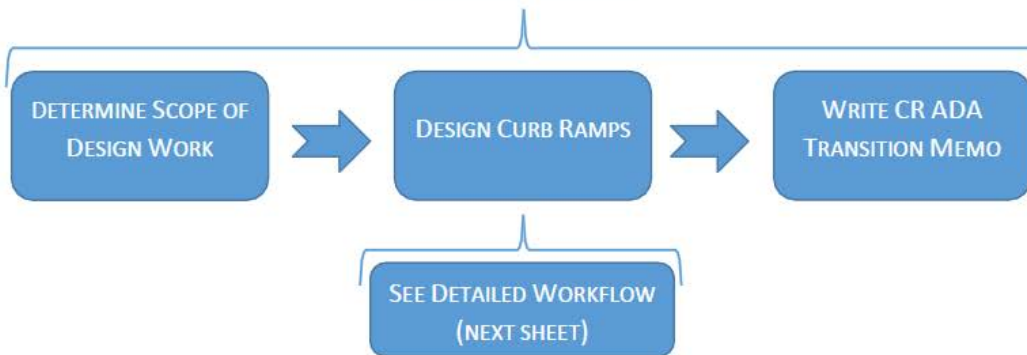 DETERMINE SCOPE OF
DESIGN WORK
DESIGN CURB RAMPS
WRITE CR ADA
TRANSITION MEMO
SEE DETAILED WORKFLOW
(NEXT SHEET)